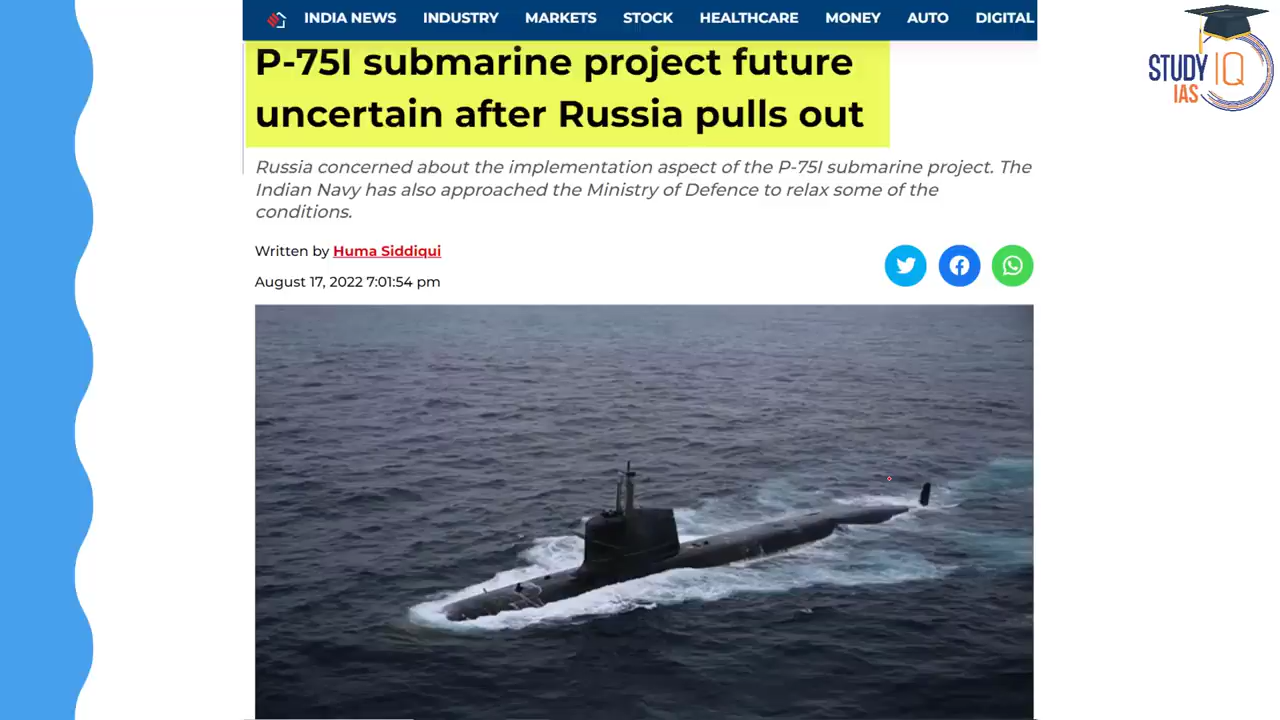 INDIA NEWS INDUSTRY MARKETS STOCK HEALTHCARE MONEY AUTO DIGITAL
STUDY IQ
IAS
P-75I submarine project future
uncertain after Russia pulls out
Russia concerned about the implementation aspect of the P-75I submarine project. The
Indian Navy has also approached the Ministry of Defence to relax some of the
conditions.
Written by Huma Siddiqui
August 17, 2022 7:01:54 pm